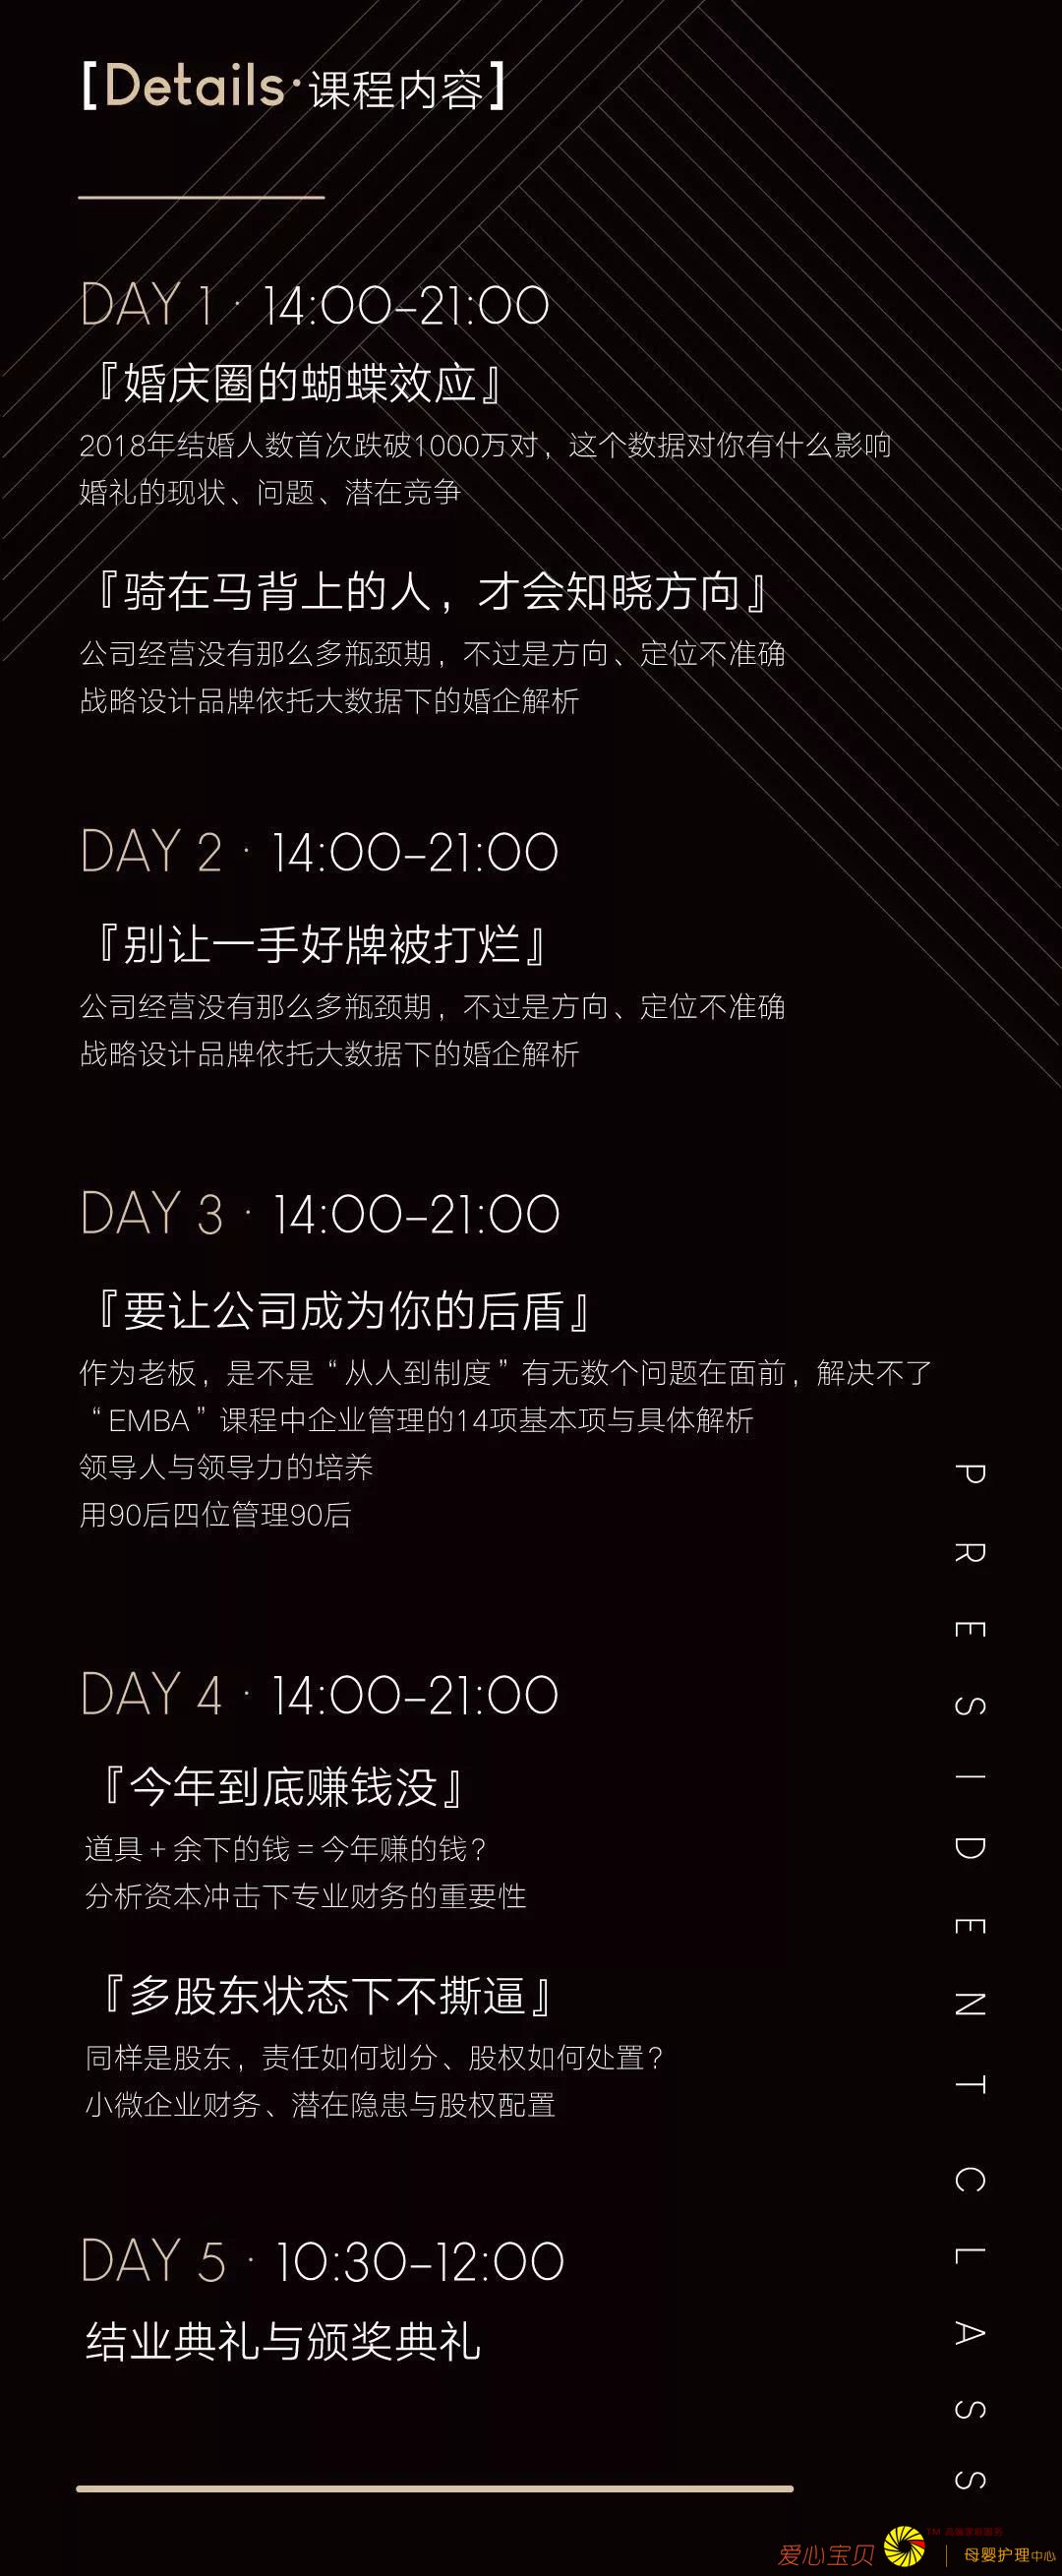 [Details·课程内容]
DAY 1 · 14:00-21:00
『婚庆圈的蝴蝶效应』
2018年结婚人数首次跌破1000万对，这个数据对你有什么影响
婚礼的现状、问题、潜在竞争
『骑在马背上的人，才会知晓方向』
公司经营没有那么多瓶颈期，不过是方向、定位不准确
战略设计品牌依托大数据下的婚企解析
DAY 2 · 14:00-21:00
『别让一手好牌被打烂』
公司经营没有那么多瓶颈期，不过是方向、定位不准确
战略设计品牌依托大数据下的婚企解析
DAY 3 · 14:00-21:00
『要让公司成为你的后盾』
作为老板，是不是“从人到制度”有无数个问题在面前，解决不了
“EMBA”课程中企业管理的14项基本项与具体解析
领导人与领导力的培养
用90后四位管理90后
DAY 4 · 14:00-21:00
『今年到底赚钱没』
道具+余下的钱=今年赚的钱？
分析资本冲击下专业财务的重要性
『多股东状态下不撕逼』
同样是股东，责任如何划分、股权如何处置？
小微企业财务、潜在隐患与股权配置
DAY 5 · 10:30-12:00
结业典礼与颁奖典礼
PRESIDENT CLASS
爱心宝贝 TM | 母婴护理中心